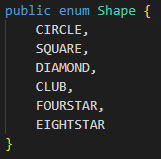 public enum Shape {
    CIRCLE,
    SQUARE,
    DIAMOND,
    CLUB,
    FOURSTAR,
    EIGHTSTAR
}